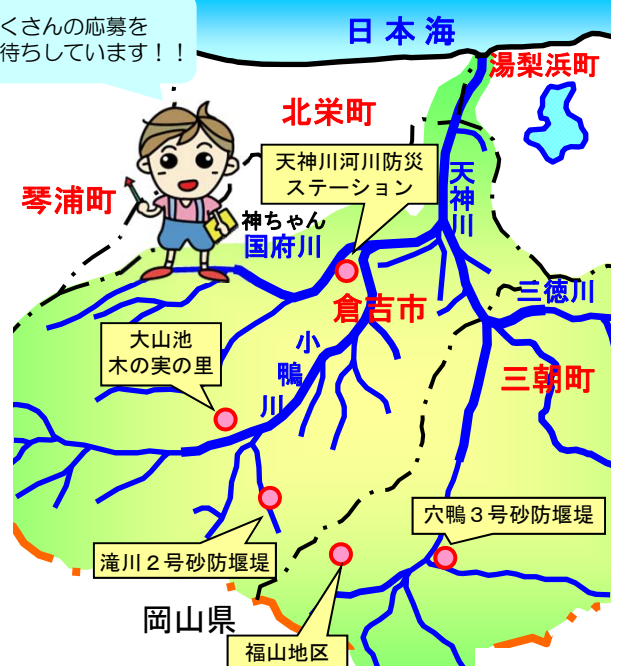 くさんの応募を
待ちしています！！
日本海
湯梨浜町
北栄町
天神川河川防災
ステーション
天神川
琴浦町
神ちゃん
国府川
三徳川
倉吉市
大山池
木の実の里
小鴨川
三朝町
穴鴨３号砂防堰堤
滝川２号砂防堰堤
岡山県
福山地区